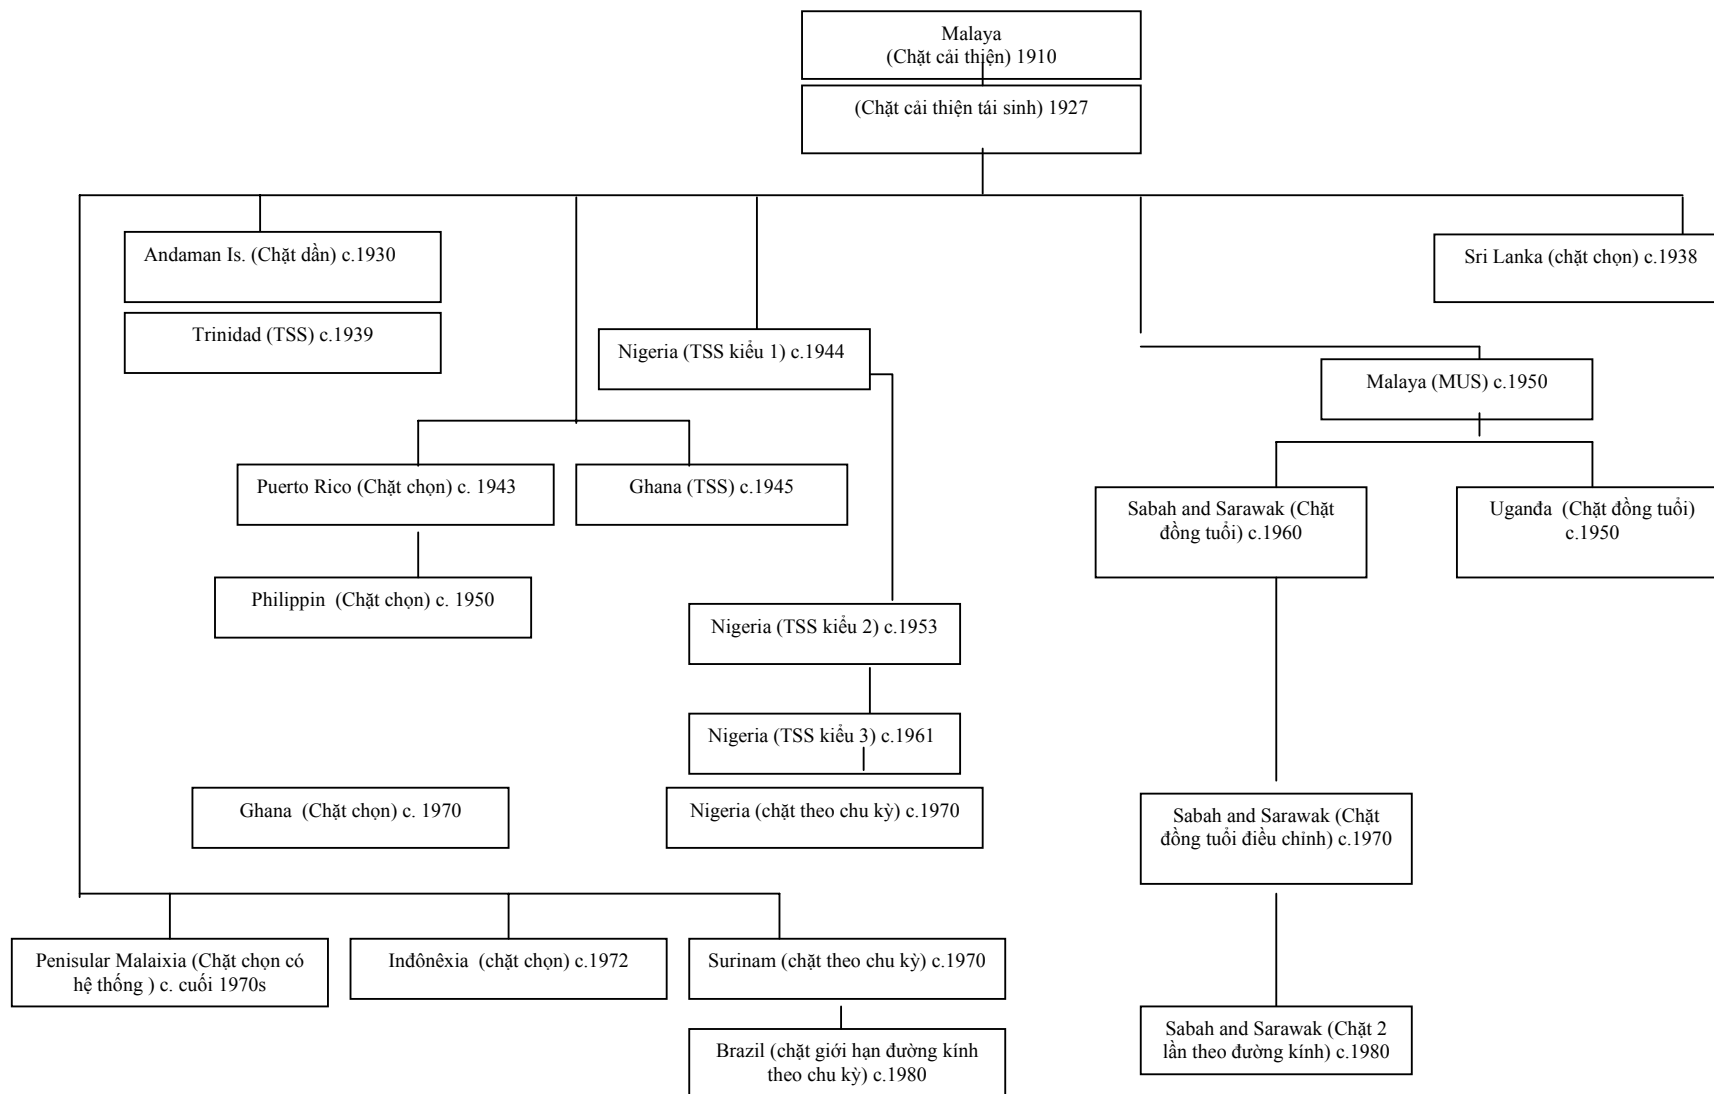 Malaya
(Chặt cải thiện) 1910
(Chặt cải thiện tái sinh) 1927
Andaman Is. (Chặt dần) c.1930
Sri Lanka (chặt chọn) c.1938
Trinidad (TSS) c.1939
Nigeria (TSS kiểu 1) c.1944
Malaya (MUS) c.1950
Puerto Rico (Chặt chọn) c. 1943
Ghana (TSS) c.1945
Sabah and Sarawak (Chặt
đồng tuổi) c.1960
Uganđa (Chặt đồng tuổi)
c.1950
Philippin (Chặt chọn) c. 1950
Nigeria (TSS kiểu 2) c.1953
Nigeria (TSS kiểu 3) c.1961
Ghana (Chặt chọn) c. 1970
Nigeria (chặt theo chu kỳ) c.1970
Sabah and Sarawak (Chặt
đồng tuổi điều chỉnh) c.1970
Penisular Malaixia (Chặt chọn có
hệ thống ) c. cuối 1970s
Inđônêxia (chặt chọn) c.1972
Surinam (chặt theo chu kỳ) c.1970
Brazil (chặt giới hạn đường kính
theo chu kỳ) c.1980
Sabah and Sarawak (Chặt 2
lần theo đường kính) c.1980